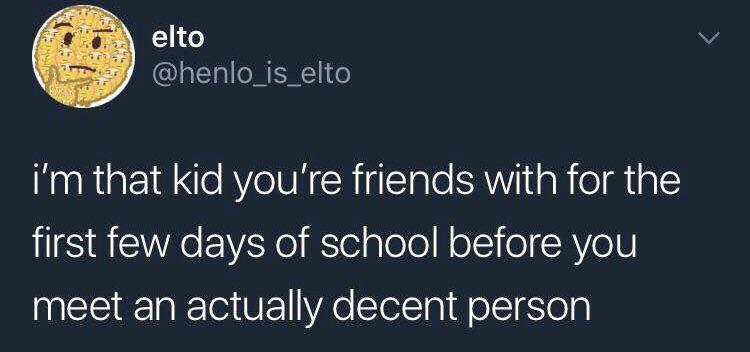 elto
@henlo_is_elto
i'm that kid you're friends with for the
first few days of school before you
meet an actually decent person